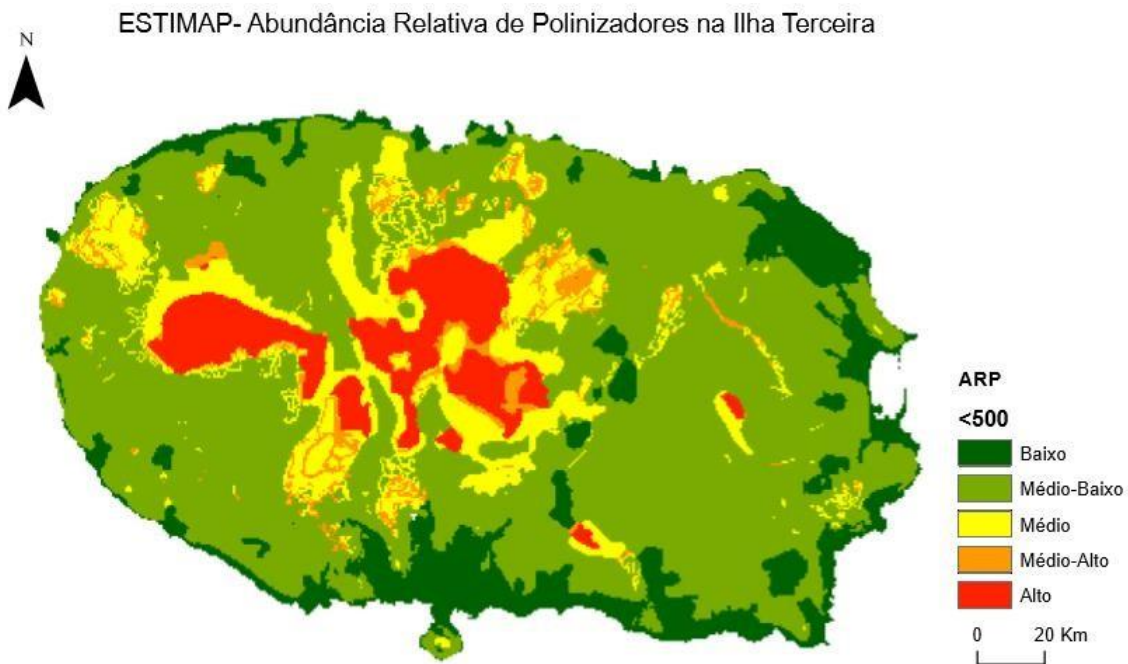 ESTIMAP- Abundância Relativa de Polinizadores na Ilha Terceira
N
ARP
<500
Baixo
Médio-Baixo
Médio
Médio-Alto
Alto
0 20 Km